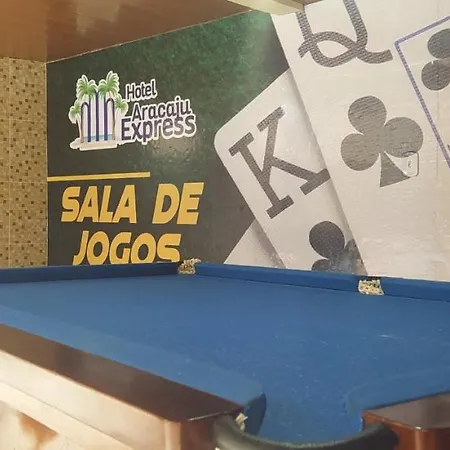 Hotel
Aracaju
Express
SALA DE
JOGOS
K
Q